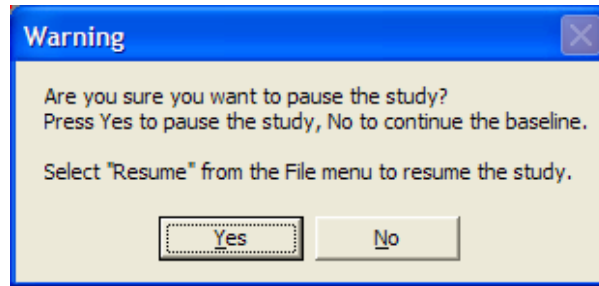 Warning
Are you sure you want to pause the study?
Press Yes to pause the study, No to continue the baseline.
Select "Resume" from the File menu to resume the study.
Yes
No